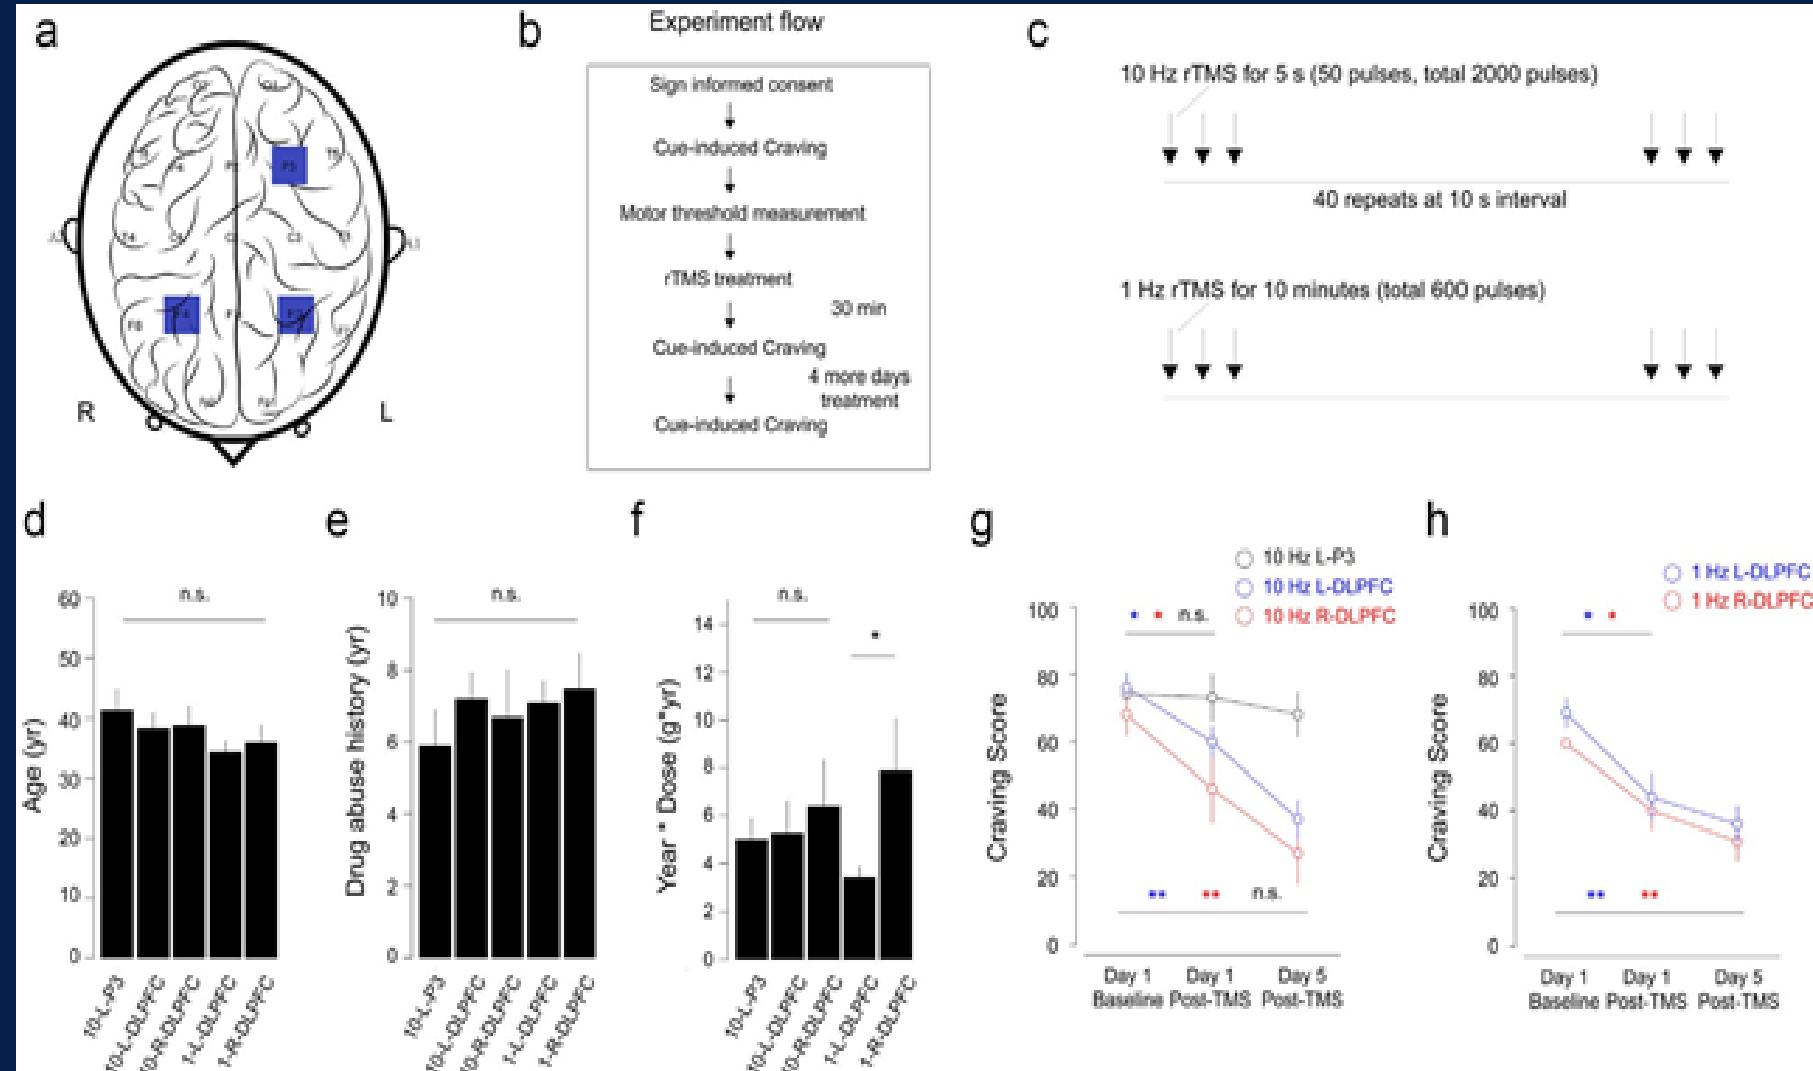 a
P3
R
L
b
Experiment flow
Sign informed consent
Cue-induced Craving
Motor threshold measurement
rTMS treatment
30 min
Cue-induced Craving
4 more days
treatment
Cue-induced Craving
c
10 Hz rTMS for 5 s (50 pulses, total 2000 pulses)
40 repeats at 10 s interval
1 Hz rTMS for 10 minutes (total 600 pulses)
d
n.s.
Age (yr)
60
50
40
30
20
10
0
10-L-P3
10-L-DLPFC
0-R-DLPFC
1-L-DLPFC
1-R-DLPFC
e
n.s.
Drug abuse history (yr)
10
8
6
4
2
0
10-L-P3
10-L-DLPFC
0-R-DLPFC
1-L-DLPFC
1-R-DLPFC
f
n.s.
*
Year * Dose (g*yr)
14
12
10
8
6
4
2
0
10-L-P3
10-L-DLPFC
0-R-DLPFC
1-L-DLPFC
1-R-DLPFC
g
10 Hz L-P3
10 Hz L-DLPFC
10 Hz R-DLPFC
* * n.s.
Craving Score
100
80
60
40
20
0
** ** n.s.
Day 1 Day 1 Day 5
Baseline Post-TMS Post-TMS
h
1 Hz L-DLPFC
1 Hz R-DLPFC
* *
Craving Score
100
80
60
40
20
0
** **
Day 1 Day 1 Day 5
Baseline Post-TMS Post-TMS